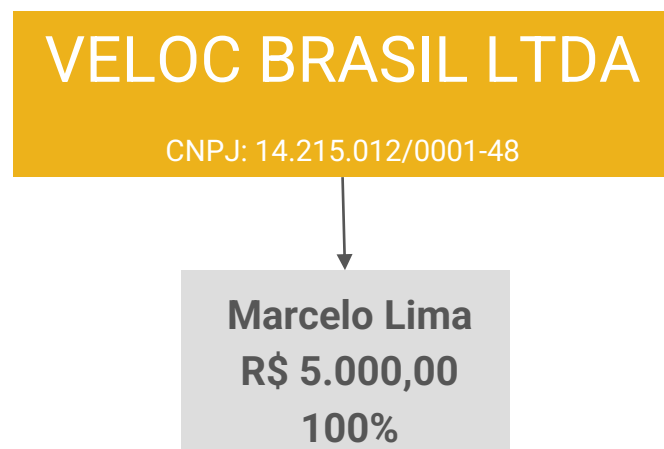 VELOC BRASIL LTDA
CNPJ: 14.215.012/0001-48
Marcelo Lima
R$ 5.000,00
100%